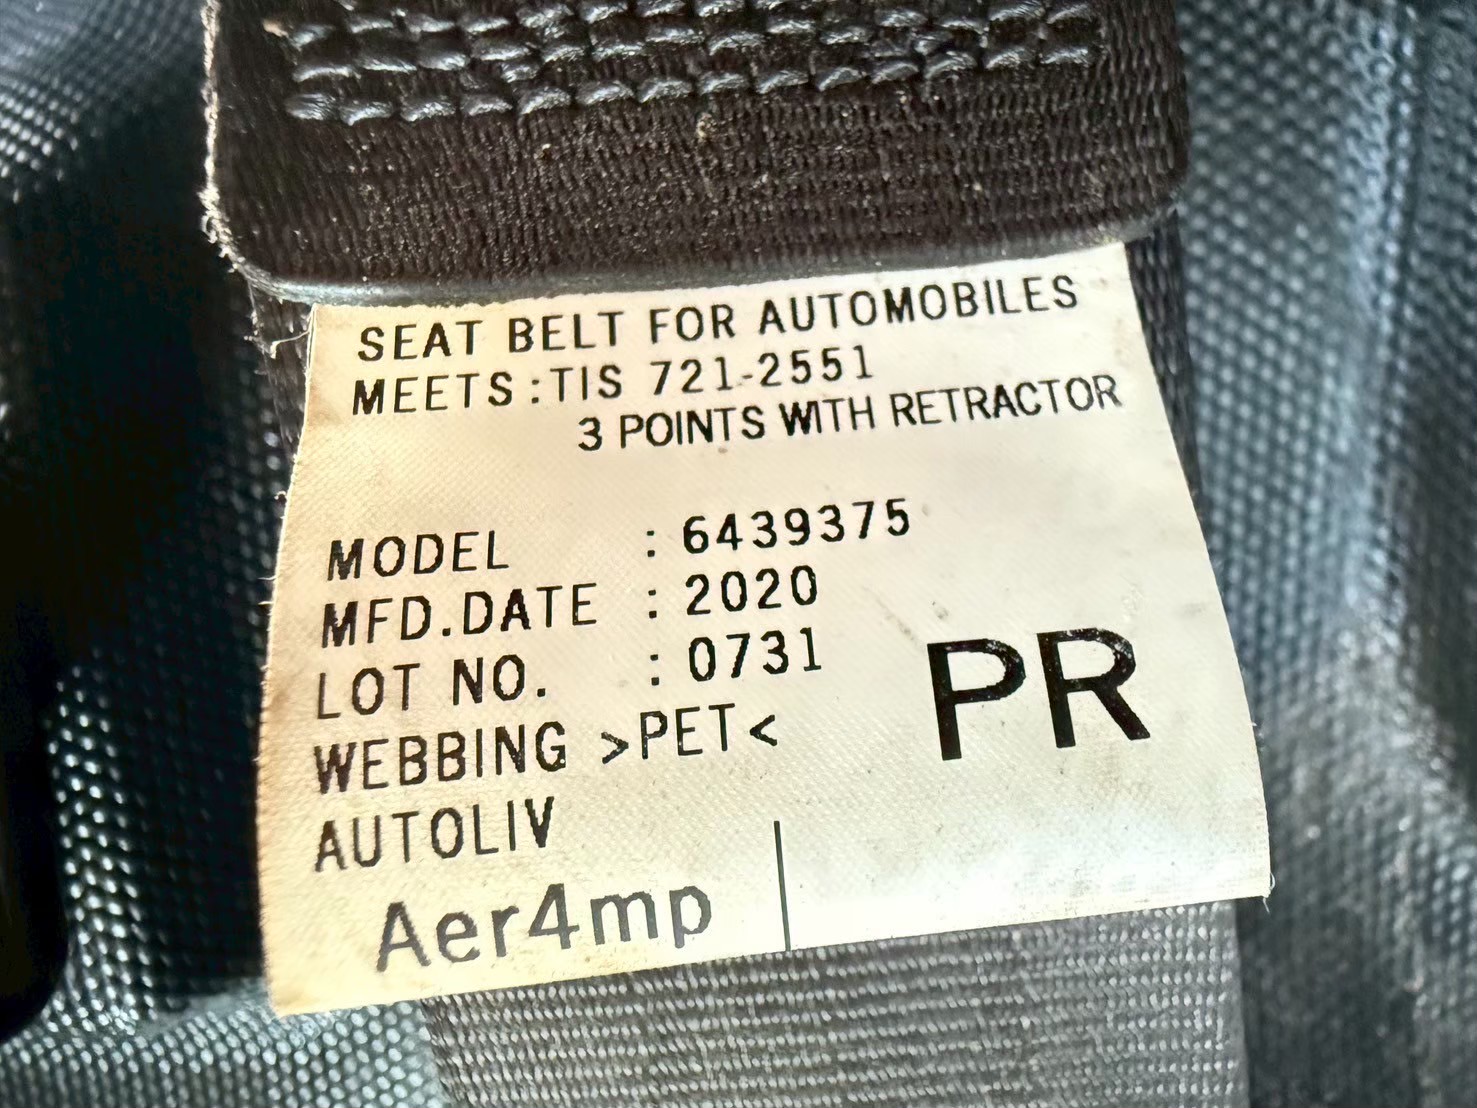 SEAT BELT FOR AUTOMOBILES
MEETS:TIS 721-2551
3 POINTS WITH RETRACTOR
MODEL : 6439375
MFD.DATE : 2020
LOT NO. : 0731
WEBBING >PET<
AUTOLIV
PR
Aer4mp